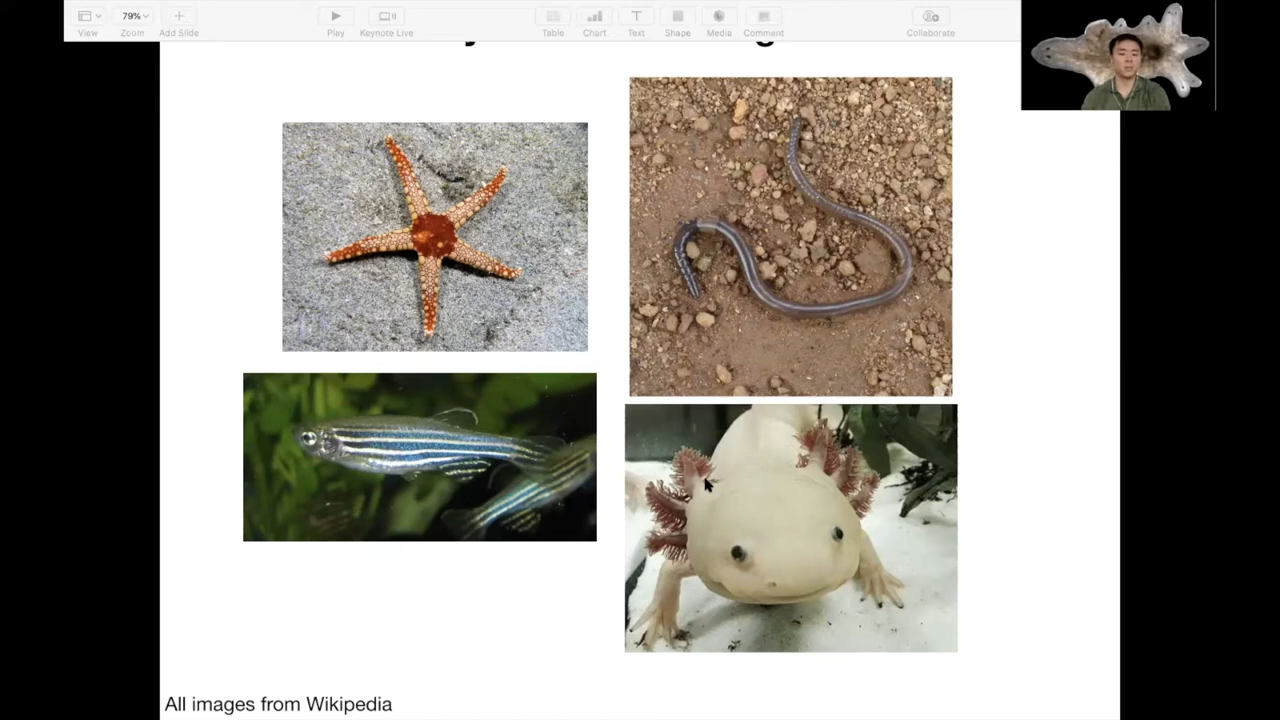 79%
View
Zoom
Add Slide
Play
Keynote Live
Table
Chart
Text
Shape
Media
Comment
Collaborate
All images from Wikipedia